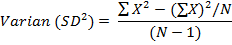 Varian (SD²) = (∑X² − (∑X)²/N) / (N − 1)